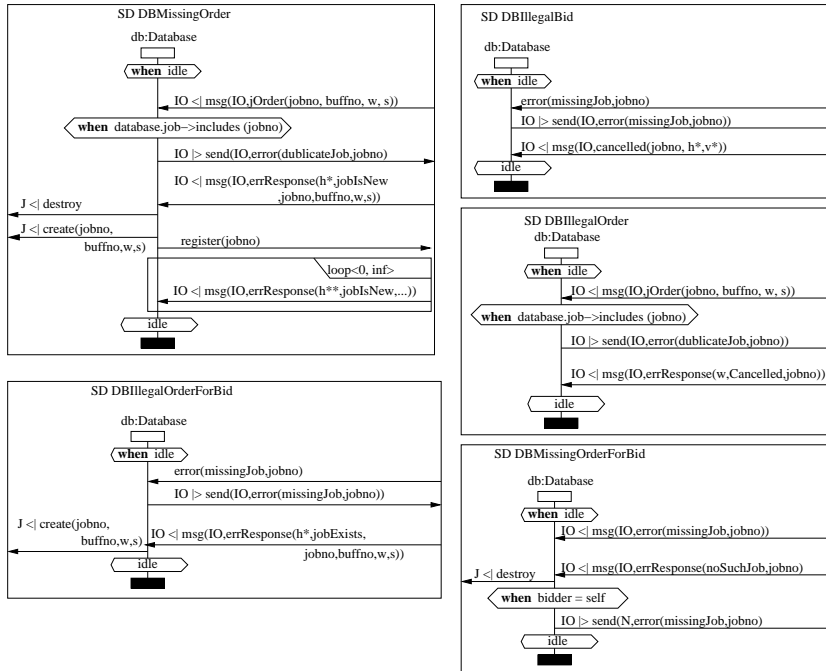 SD DBMissingOrder
db:Database
when idle
IO <| msg(IO,jOrder(jobno, buffno, w, s))
when database.job–>includes (jobno)
IO |> send(IO,error(dublicateJob,jobno)
IO <| msg(IO,errResponse(h*,jobIsNew
,jobno,buffno,w,s))
J <| destroy
J <| create(jobno,
buffno,w,s)
register(jobno)
loop<0, inf>
IO <| msg(IO,errResponse(h**,jobIsNew,...))
idle
SD DBIllegalOrderForBid
db:Database
when idle
error(missingJob,jobno)
IO |> send(IO,error(missingJob,jobno))
J <| create(jobno,
buffno,w,s)
IO <| msg(IO,errResponse(h*,jobExists,
jobno,buffno,w,s))
idle
SD DBIllegalBid
db:Database
when idle
error(missingJob,jobno)
IO |> send(IO,error(missingJob,jobno))
IO <| msg(IO,cancelled(jobno, h*,v*))
idle
SD DBIllegalOrder
db:Database
when idle
IO <| msg(IO,jOrder(jobno, buffno, w, s))
when database.job–>includes (jobno)
IO |> send(IO,error(dublicateJob,jobno))
IO <| msg(IO,errResponse(w,Cancelled,jobno))
idle
SD DBMissingOrderForBid
db:Database
when idle
IO <| msg(IO,error(missingJob,jobno))
IO <| msg(IO,errResponse(noSuchJob,jobno)
J <| destroy
when bidder = self
IO |> send(N,error(missingJob,jobno)
idle